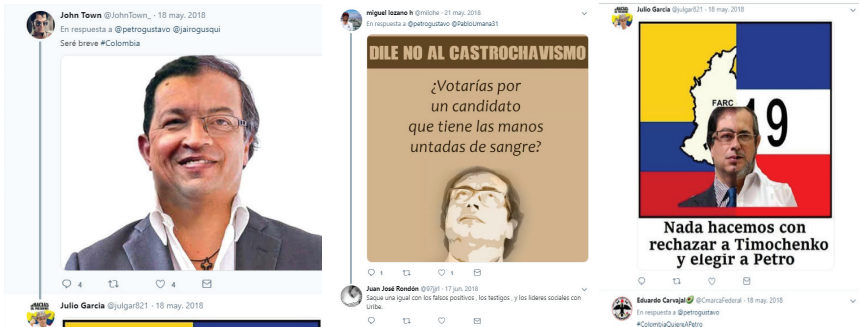 John Town @JohnTown_ · 18 may. 2018
En respuesta a @petrogustavo @jairogusqui
Seré breve #Colombia
4
4
Julio Garcia @julgar821 · 18 may. 2018
miguel lozano h @milohe · 21 may. 2018
En respuesta a @petrogustavo @PabloUmana31
DILE NO AL CASTROCHAVISMO
¿Votarías por
un candidato
que tiene las manos
untadas de sangre?
1
1
Juan José Rondón @97jjrt · 17 jun. 2018
Saque una igual con los falsos positivos , los testigos , y los lideres sociales con
Uribe.
Julio Garcia @julgar821 · 18 may. 2018
FARC
19
Nada hacemos con
rechazar a Timochenko
y elegir a Petro
Eduardo Carvajal @CmarcaFederal · 18 may. 2018
En respuesta a @petrogustavo
#ColombiaQuiereAPetro